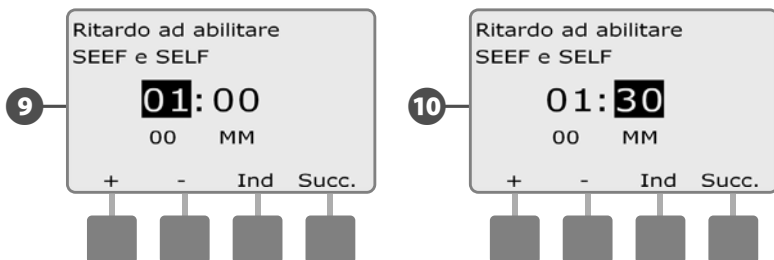 9
Ritardo ad abilitare
SEEF e SELF
01:00
00 MM
+ - Ind Succ.
10
Ritardo ad abilitare
SEEF e SELF
01:30
00 MM
+ - Ind Succ.